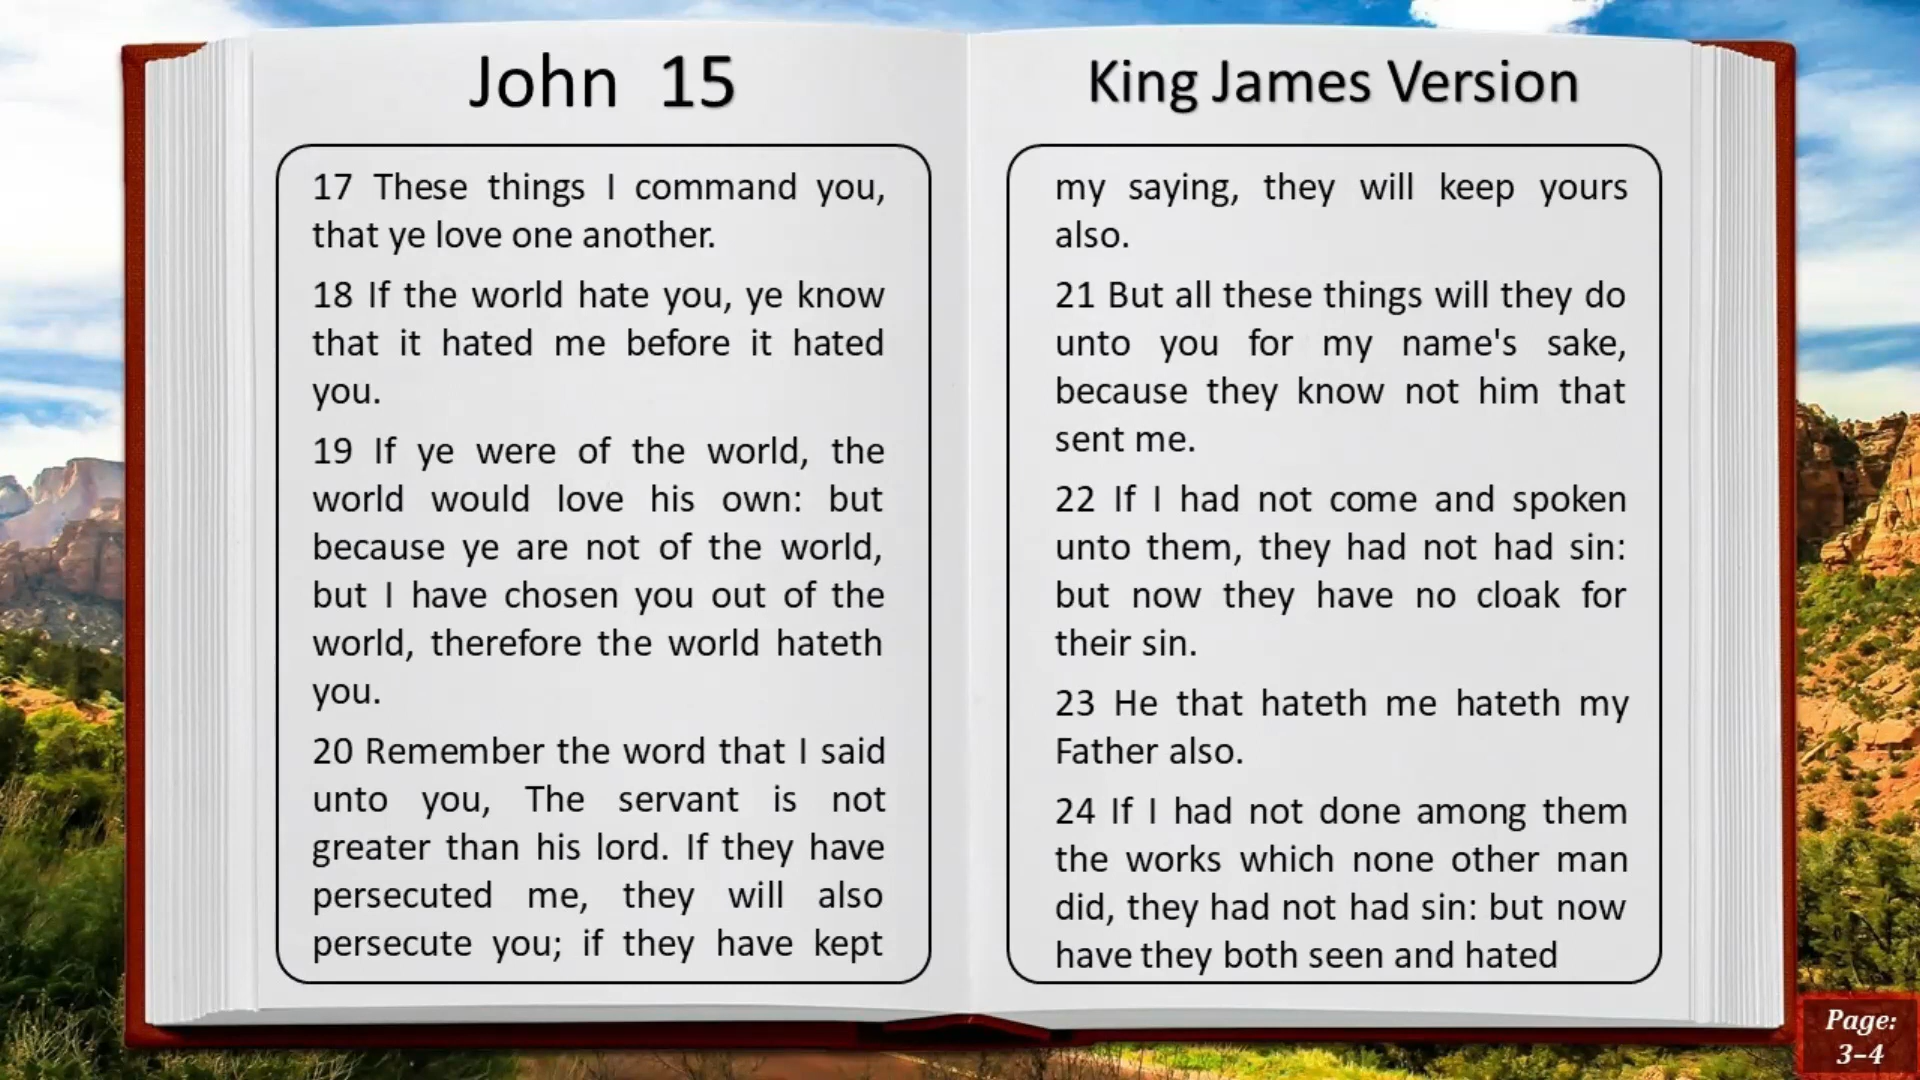 John 15
17 These things I command you,
that ye love one another.
18 If the world hate you, ye know
that it hated me before it hated
you.
19 If ye were of the world, the
world would love his own: but
because ye are not of the world,
but I have chosen you out of the
world, therefore the world hateth
you.
20 Remember the word that I said
unto you, The servant is not
greater than his lord. If they have
persecuted me, they will also
persecute you; if they have kept
King James Version
my saying, they will keep yours
also.
21 But all these things will they do
unto you for my name's sake,
because they know not him that
sent me.
22 If I had not come and spoken
unto them, they had not had sin:
but now they have no cloak for
their sin.
23 He that hateth me hateth my
Father also.
24 If I had not done among them
the works which none other man
did, they had not had sin: but now
have they both seen and hated
Page:
3–4